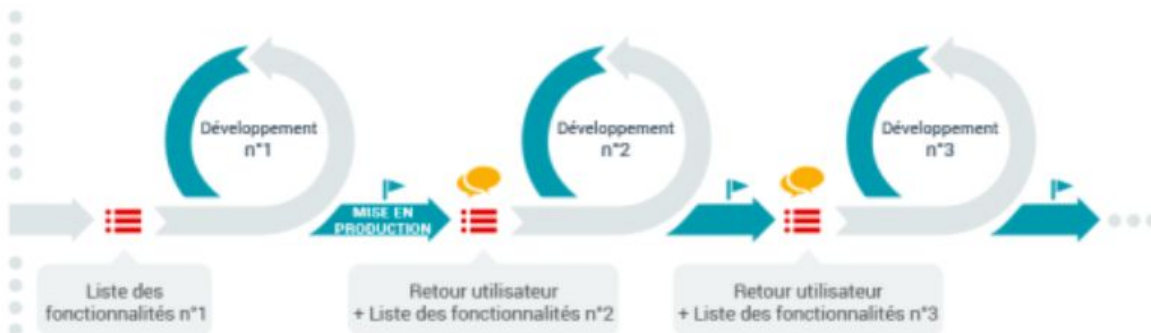 Développement
n°1
Développement
n°2
Développement
n°3
MISE EN
PRODUCTION
Liste des
fonctionnalités n°1
Retour utilisateur
+ Liste des fonctionnalités n°2
Retour utilisateur
+ Liste des fonctionnalités n°3